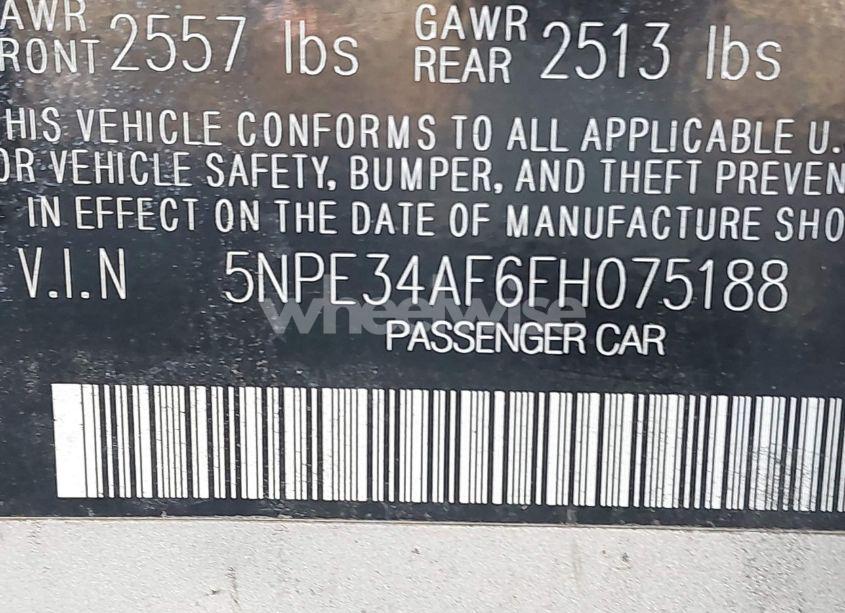 GAWR FRONT 2557 lbs GAWR REAR 2513 lbs
THIS VEHICLE CONFORMS TO ALL APPLICABLE U.
OR VEHICLE SAFETY, BUMPER, AND THEFT PREVEN
IN EFFECT ON THE DATE OF MANUFACTURE SHO
V.I.N 5NPE34AF6FH075188
wheelwise
PASSENGER CAR